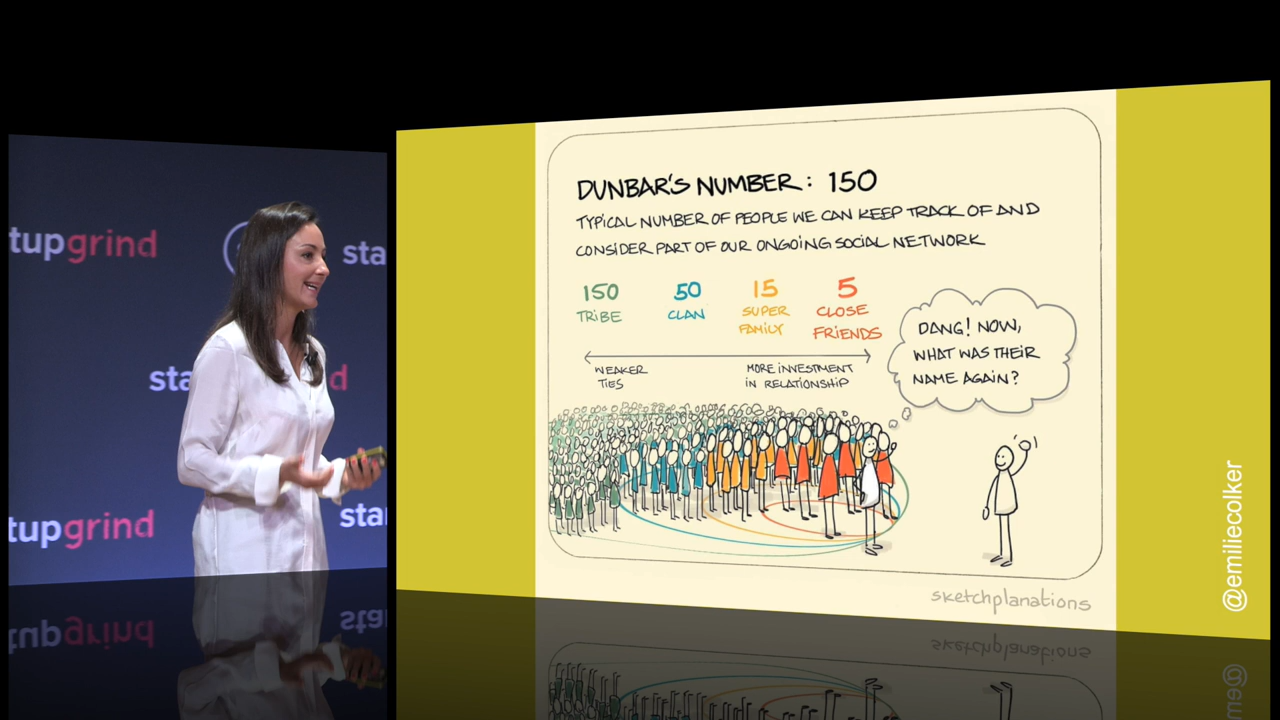 tupgrind
sta
sta
d
tupgrind
star
DUNBAR'S NUMBER: 150
TYPICAL NUMBER OF PEOPLE WE CAN KEEP TRACK OF AND
CONSIDER PART OF OUR ONGOING SOCIAL NETWORK
150 50 15 5
TRIBE CLAN SUPER FAMILY CLOSE FRIENDS
WEAKER
TIES
MORE INVESTMENT
IN RELATIONSHIP
DANG! NOW,
WHAT WAS THEIR
NAME AGAIN?
sketchplanations
@emiliecolker